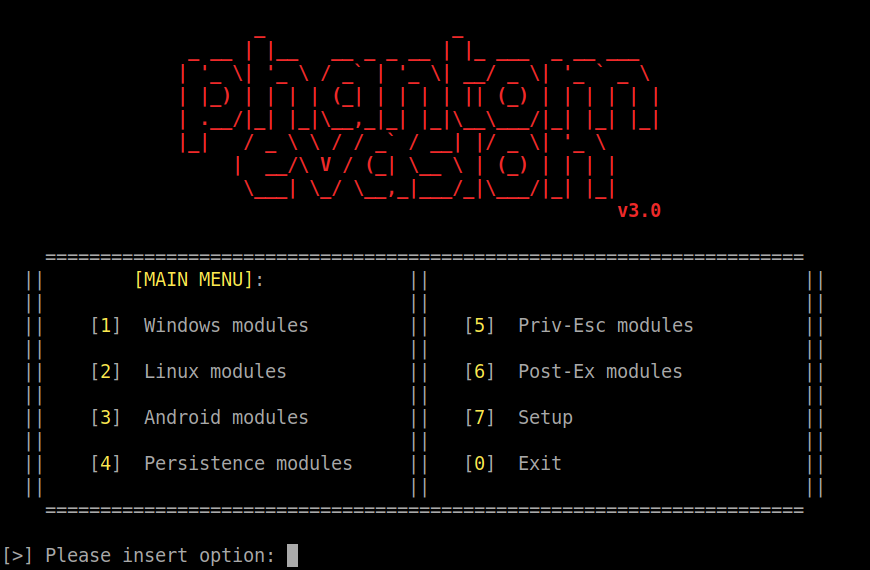 phantom
evasion
v3.0
[MAIN MENU]:
[1] Windows modules
[5] Priv-Esc modules
[2] Linux modules
[6] Post-Ex modules
[3] Android modules
[7] Setup
[4] Persistence modules
[0] Exit
[>] Please insert option: